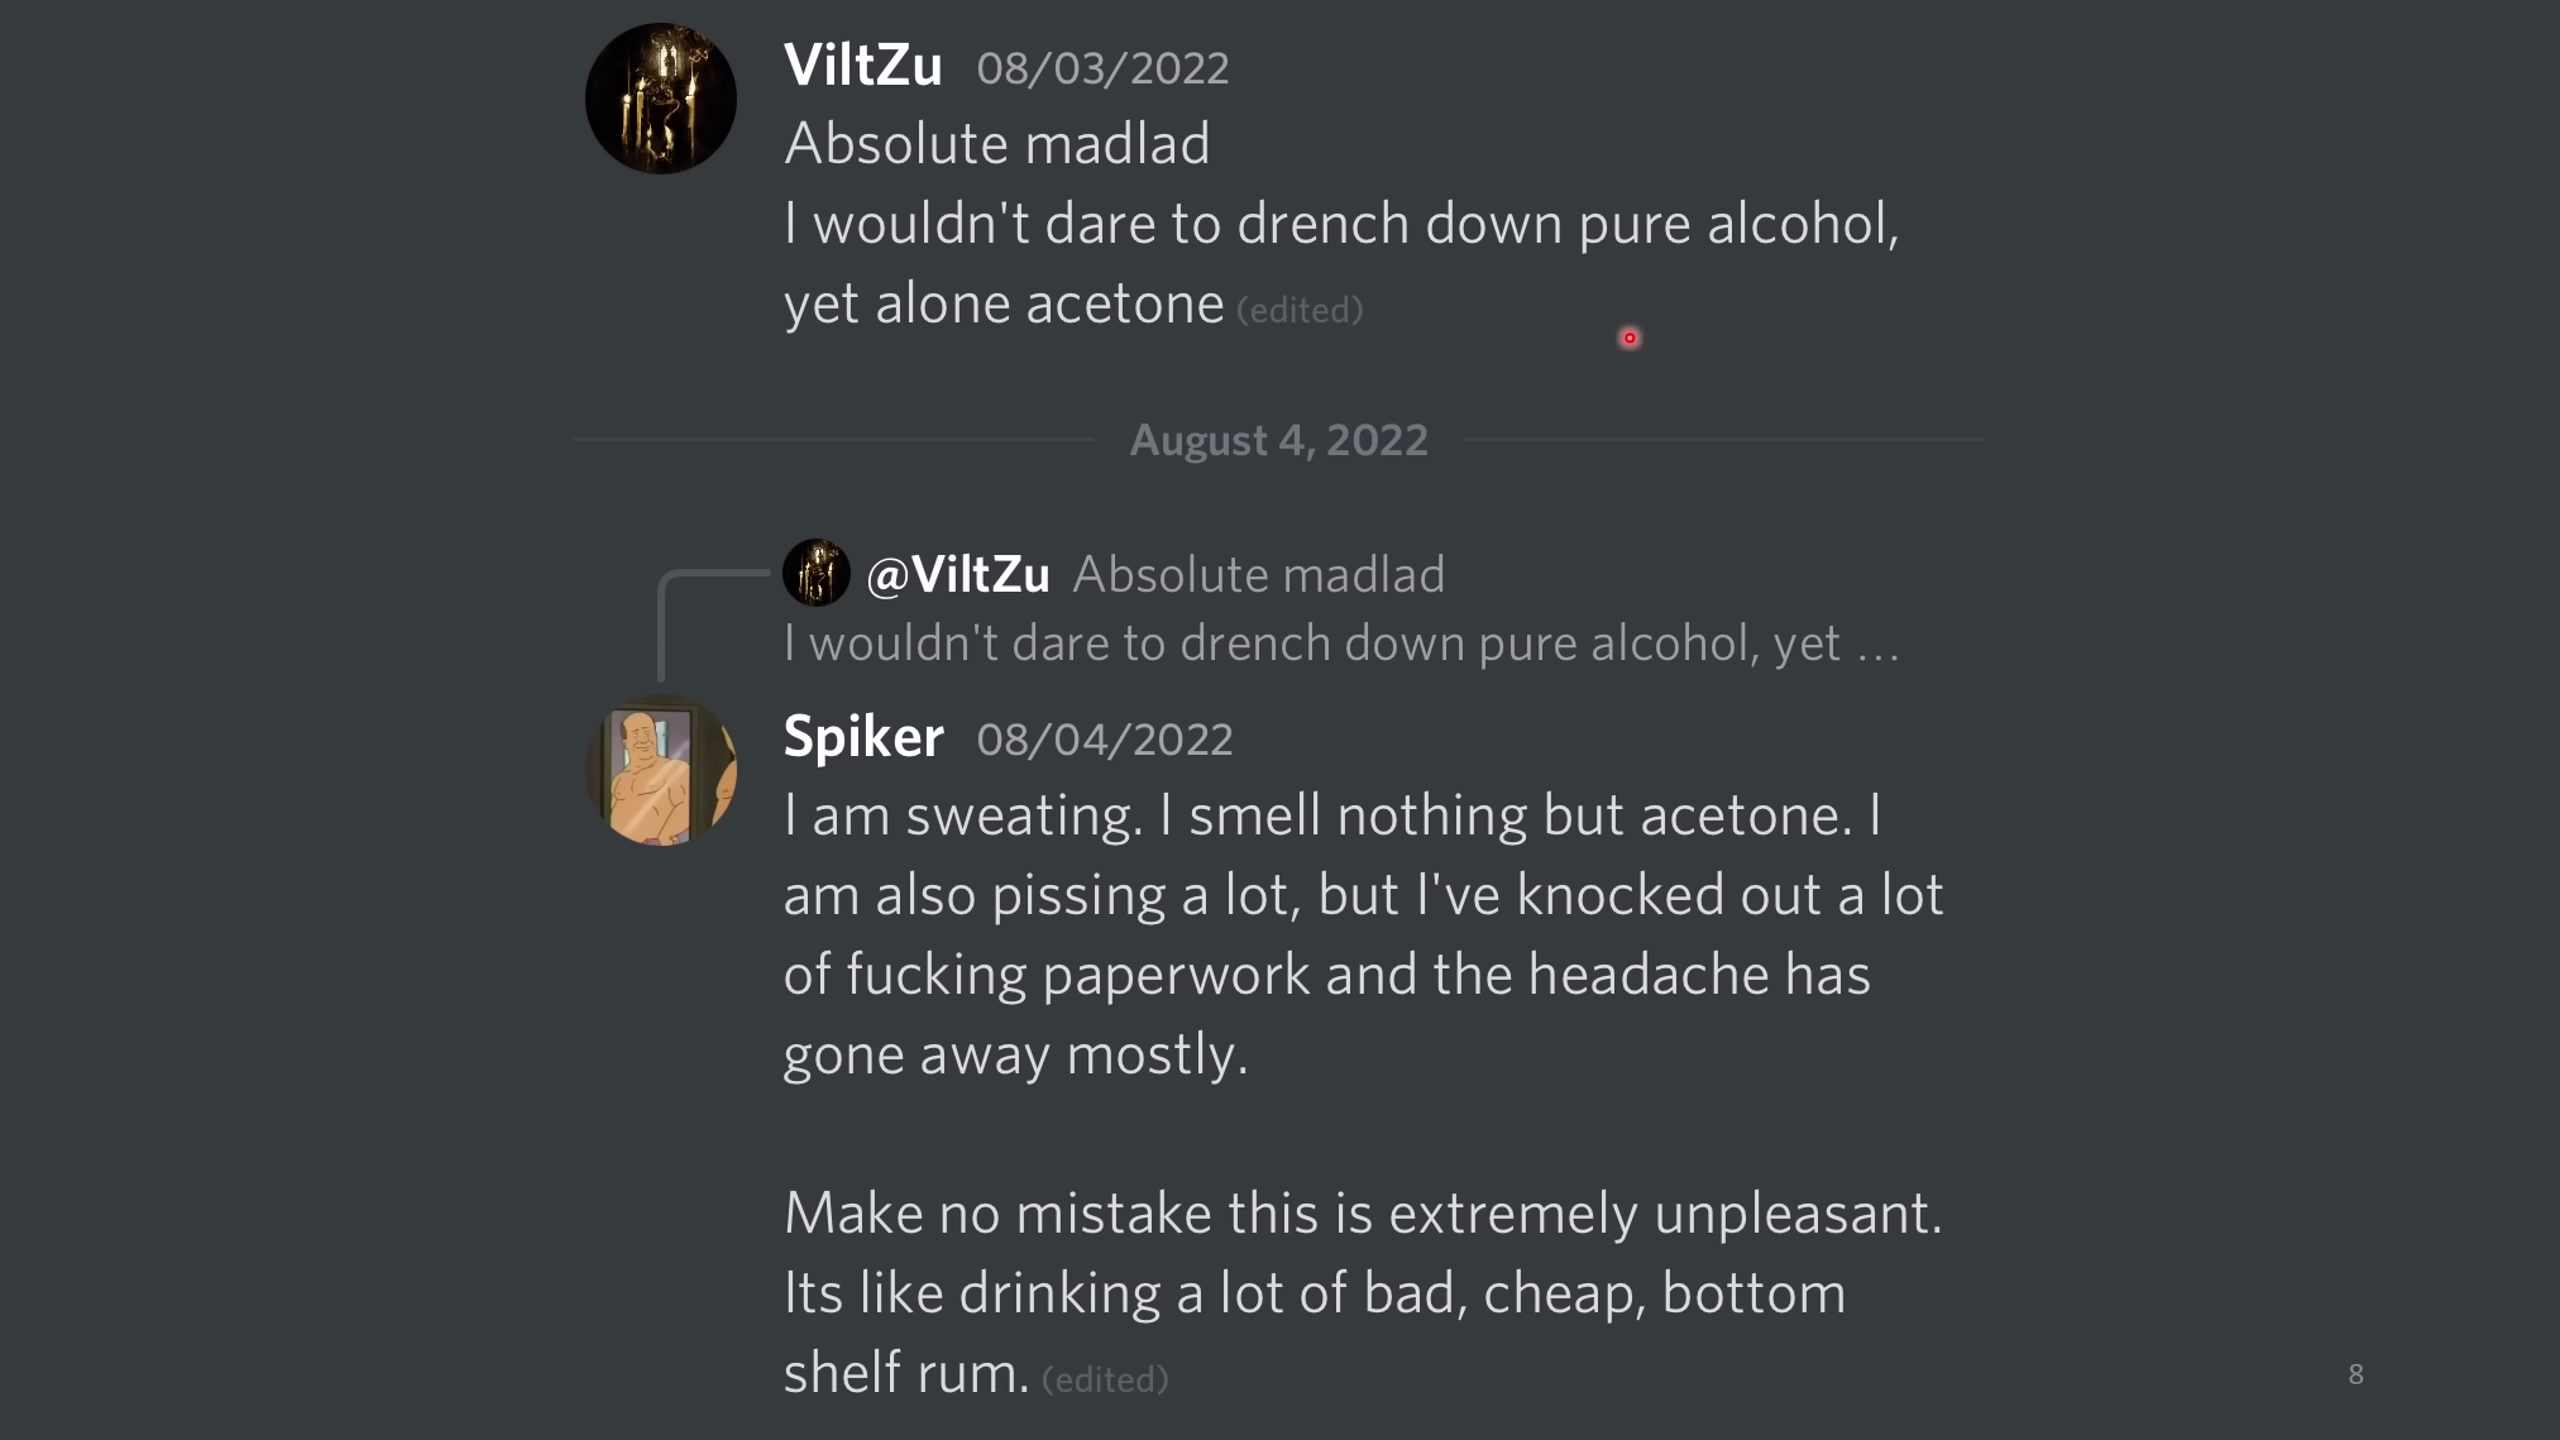 ViltZu 08/03/2022
Absolute madlad
I wouldn't dare to drench down pure alcohol,
yet alone acetone (edited)
August 4, 2022
@ViltZu Absolute madlad
I wouldn't dare to drench down pure alcohol, yet ...
Spiker 08/04/2022
I am sweating. I smell nothing but acetone. I
am also pissing a lot, but I've knocked out a lot
of fucking paperwork and the headache has
gone away mostly.
Make no mistake this is extremely unpleasant.
Its like drinking a lot of bad, cheap, bottom
shelf rum. (edited)
8